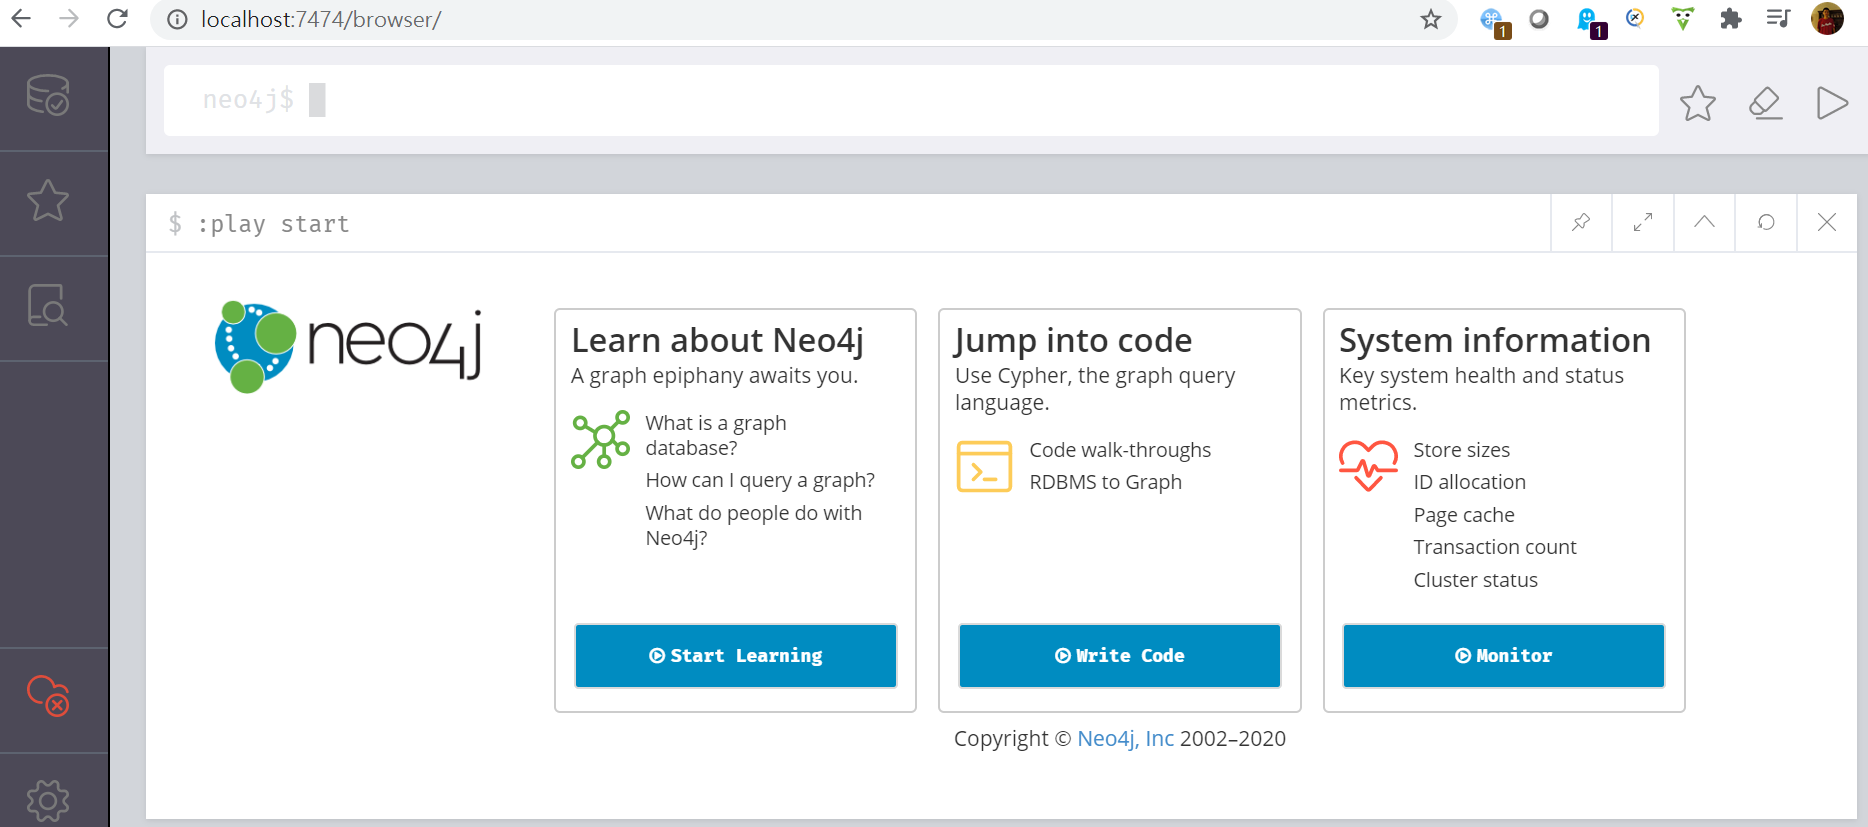 localhost:7474/browser/
1
1
neo4j$
$ :play start
neo4j
Learn about Neo4j
A graph epiphany awaits you.
What is a graph
database?
How can I query a graph?
What do people do with
Neo4j?
Start Learning
Jump into code
Use Cypher, the graph query
language.
Code walk-throughs
RDBMS to Graph
Write Code
System information
Key system health and status
metrics.
Store sizes
ID allocation
Page cache
Transaction count
Cluster status
Monitor
Copyright © Neo4j, Inc 2002–2020